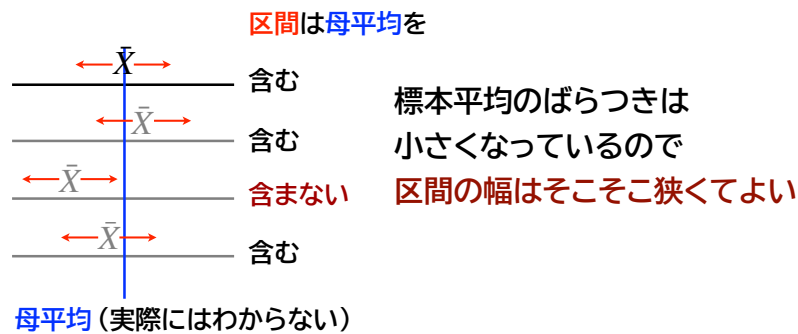 区間は母平均を
X̄
含む
X̄
含む
X̄
含まない
X̄
含む
母平均（実際にはわからない）
標本平均のばらつきは
小さくなっているので
区間の幅はそこそこ狭くてよい